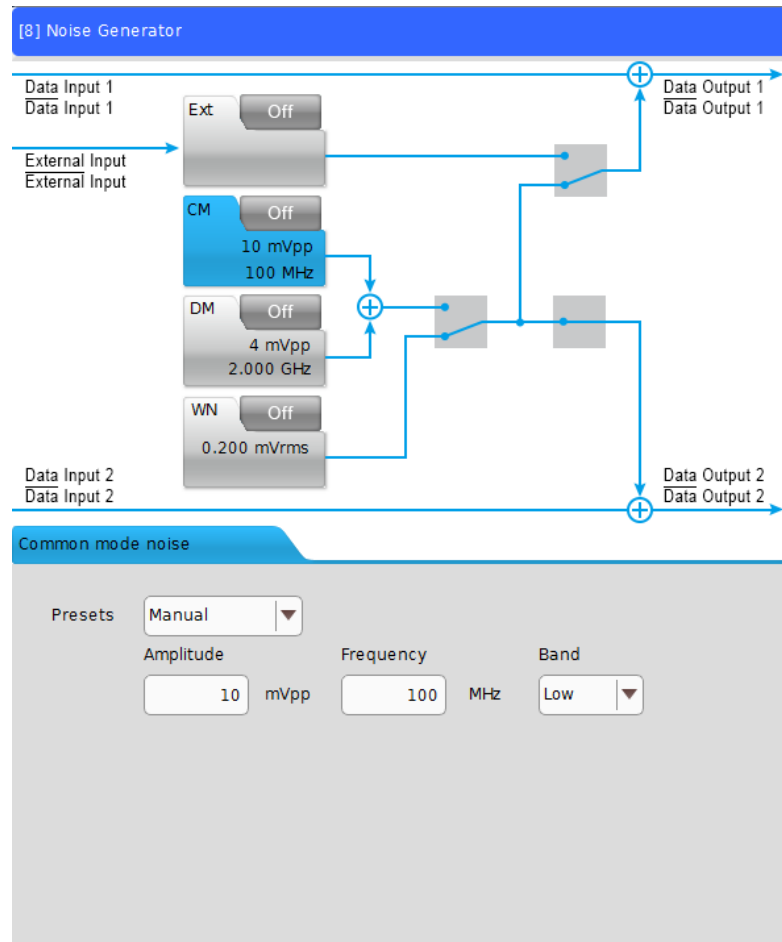 [8] Noise Generator
Data Input 1
Data Input 1
Data Output 1
Data Output 1
Ext
Off
External Input
External Input
CM
Off
10 mVpp
100 MHz
DM
Off
4 mVpp
2.000 GHz
WN
Off
0.200 mVrms
Data Input 2
Data Input 2
Data Output 2
Data Output 2
Common mode noise
Presets
Manual
Amplitude
Frequency
Band
10 mVpp
100 MHz
Low